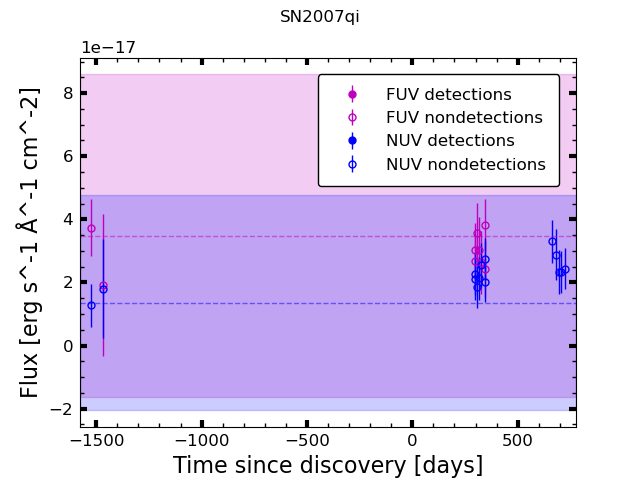 SN2007qi
1e−17
8
6
4
2
0
−2
Flux [erg s^-1 Å^-1 cm^-2]
FUV detections
FUV nondetections
NUV detections
NUV nondetections
−1500 −1000 −500 0 500
Time since discovery [days]